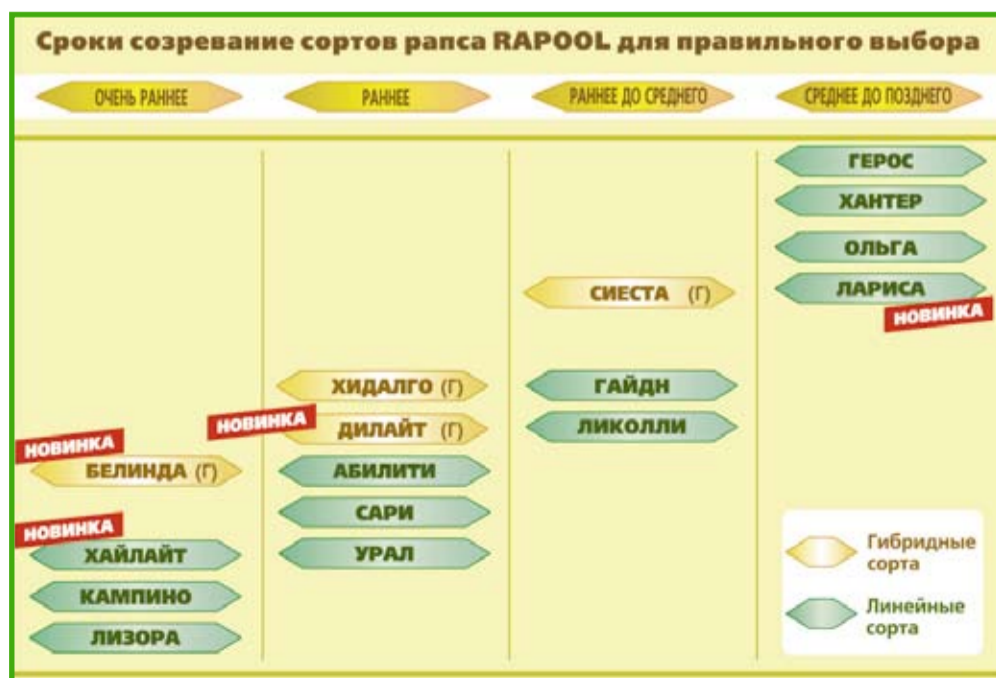 Сроки созревание сортов рапса RAPOOL для правильного выбора
ОЧЕНЬ РАННЕЕ
РАННЕЕ
РАННЕЕ ДО СРЕДНЕГО
СРЕДНЕЕ ДО ПОЗДНЕГО
НОВИНКА
БЕЛИНДА (Г)
НОВИНКА
ХАЙЛАЙТ
КАМПИНО
ЛИЗОРА
ХИДАЛГО (Г)
НОВИНКА
ДИЛАЙТ (Г)
АБИЛИТИ
САРИ
УРАЛ
СИЕСТА (Г)
ГАЙДН
ЛИКОЛЛИ
ГЕРОС
ХАНТЕР
ОЛЬГА
ЛАРИСА
НОВИНКА
Гибридные
сорта
Линейные
сорта